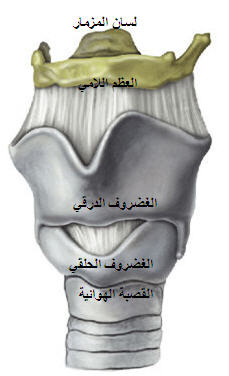 لسان المزمار
العظم اللامي
الغضروف الدرقي
الغضروف الحلقي
القصبة الهوائية